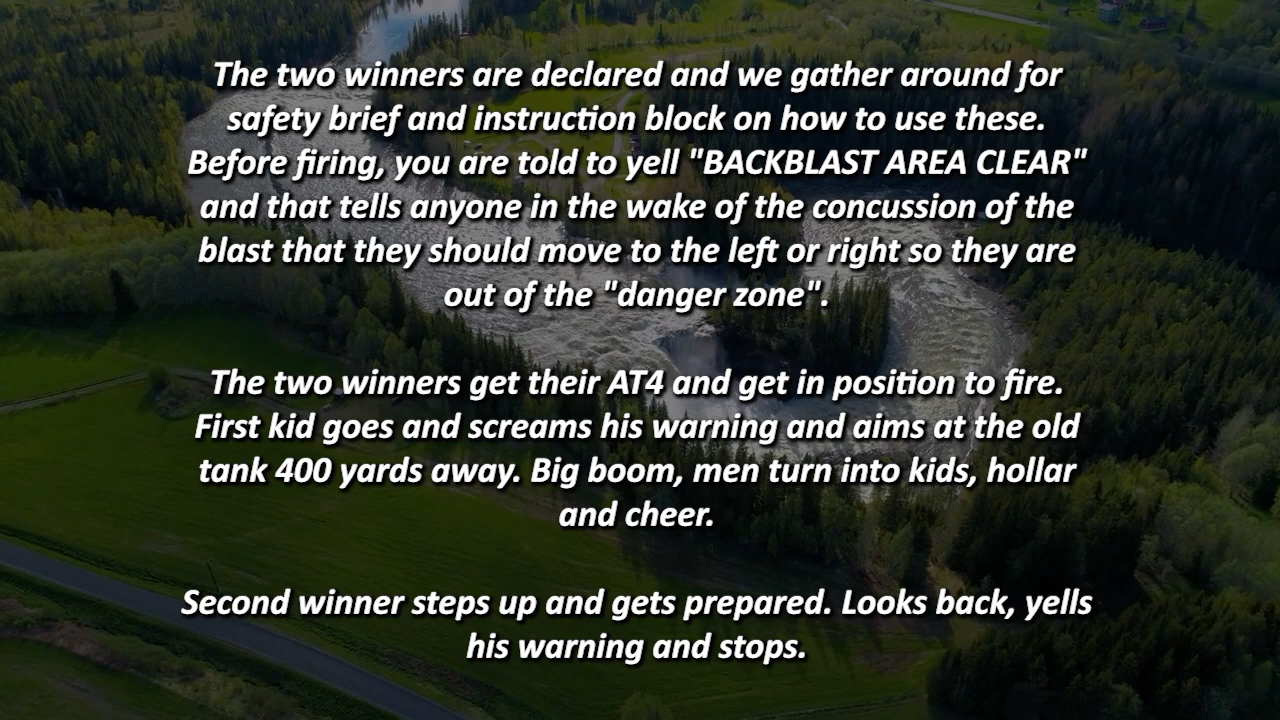 The two winners are declared and we gather around for
safety brief and instruction block on how to use these.
Before firing, you are told to yell "BACKBLAST AREA CLEAR"
and that tells anyone in the wake of the concussion of the
blast that they should move to the left or right so they are
out of the "danger zone".
The two winners get their AT4 and get in position to fire.
First kid goes and screams his warning and aims at the old
tank 400 yards away. Big boom, men turn into kids, hollar
and cheer.
Second winner steps up and gets prepared. Looks back, yells
his warning and stops.